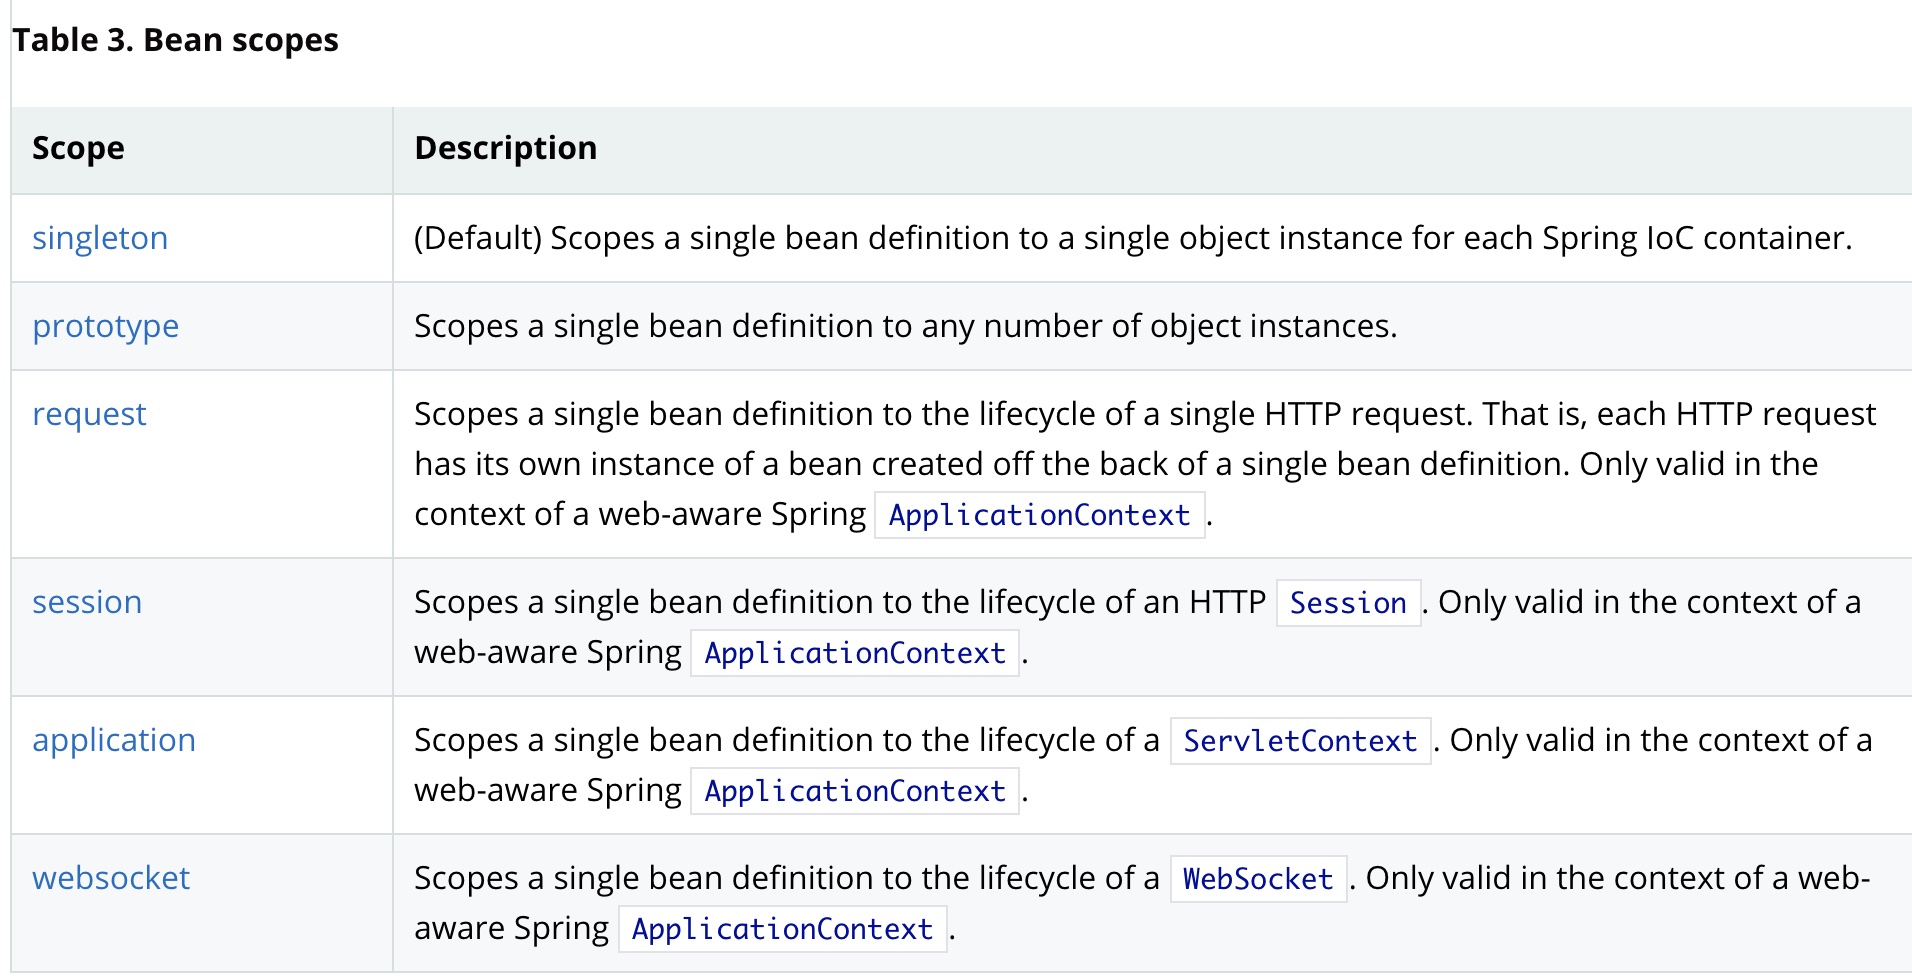 Table 3. Bean scopes
Scope Description
singleton (Default) Scopes a single bean definition to a single object instance for each Spring IoC container.
prototype Scopes a single bean definition to any number of object instances.
request Scopes a single bean definition to the lifecycle of a single HTTP request. That is, each HTTP request
has its own instance of a bean created off the back of a single bean definition. Only valid in the
context of a web-aware Spring ApplicationContext.
session Scopes a single bean definition to the lifecycle of an HTTP Session. Only valid in the context of a
web-aware Spring ApplicationContext.
application Scopes a single bean definition to the lifecycle of a ServletContext. Only valid in the context of a
web-aware Spring ApplicationContext.
websocket Scopes a single bean definition to the lifecycle of a WebSocket. Only valid in the context of a web-
aware Spring ApplicationContext.